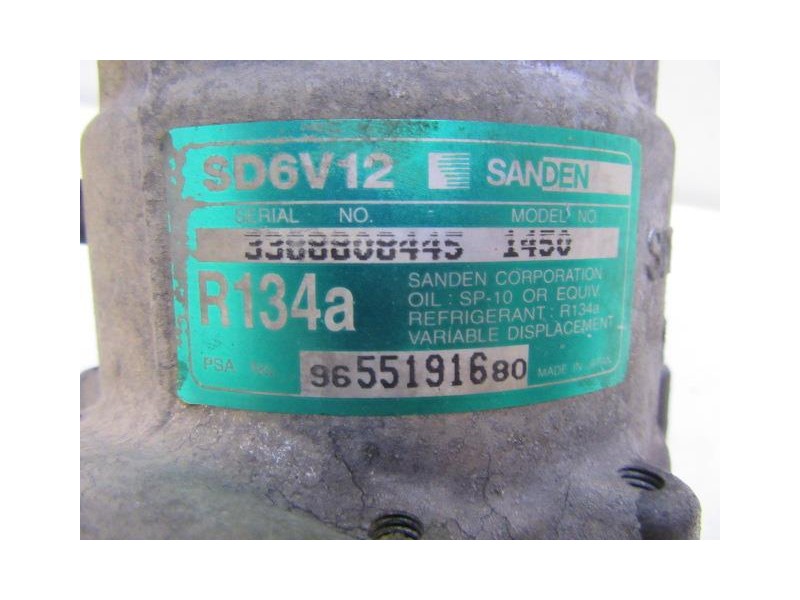 SD6V12 SANDEN
SERIAL NO. MODEL NO.
1450
R134a
SANDEN CORPORATION
OIL : SP-10 OR EQUIV.
REFRIGERANT : R134a
VARIABLE DISPLACEMENT
PSA No. 9655191680
MADE IN JAPAN